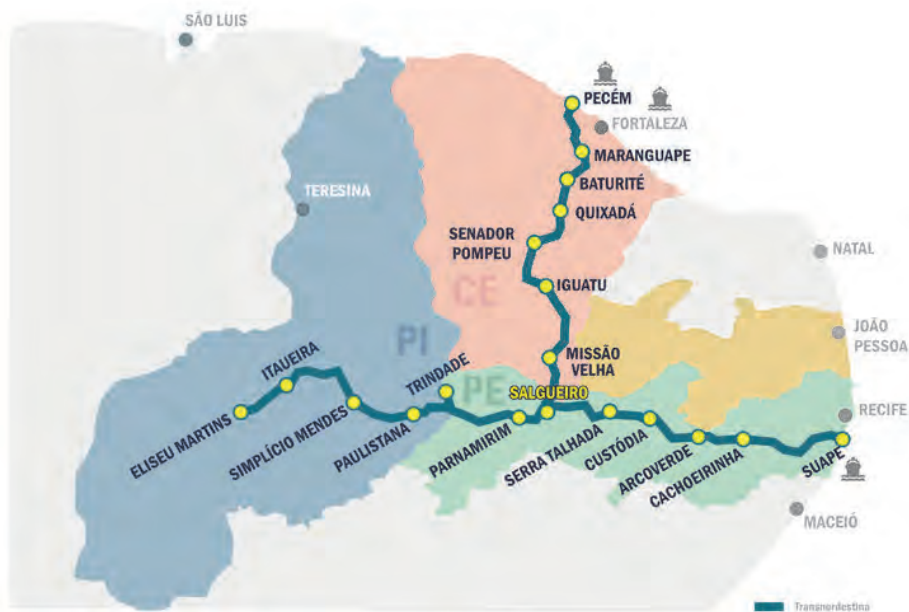 SÃO LUIS
PECÉM
FORTALEZA
MARANGUAPE
BATURITÉ
TERESINA
QUIXADÁ
SENADOR
POMPEU
NATAL
CE
IGUATU
PI
JOÃO
PESSOA
MISSÃO
VELHA
ITAUEIRA
TRINDADE
PE
SALGUEIRO
RECIFE
ELISEU MARTINS
SIMPLÍCIO MENDES
PAULISTANA
PARNAMIRIM
SERRA TALHADA
CUSTÓDIA
ARCOVERDE
CACHOEIRINHA
SUAPE
MACEIÓ
Transnordestina